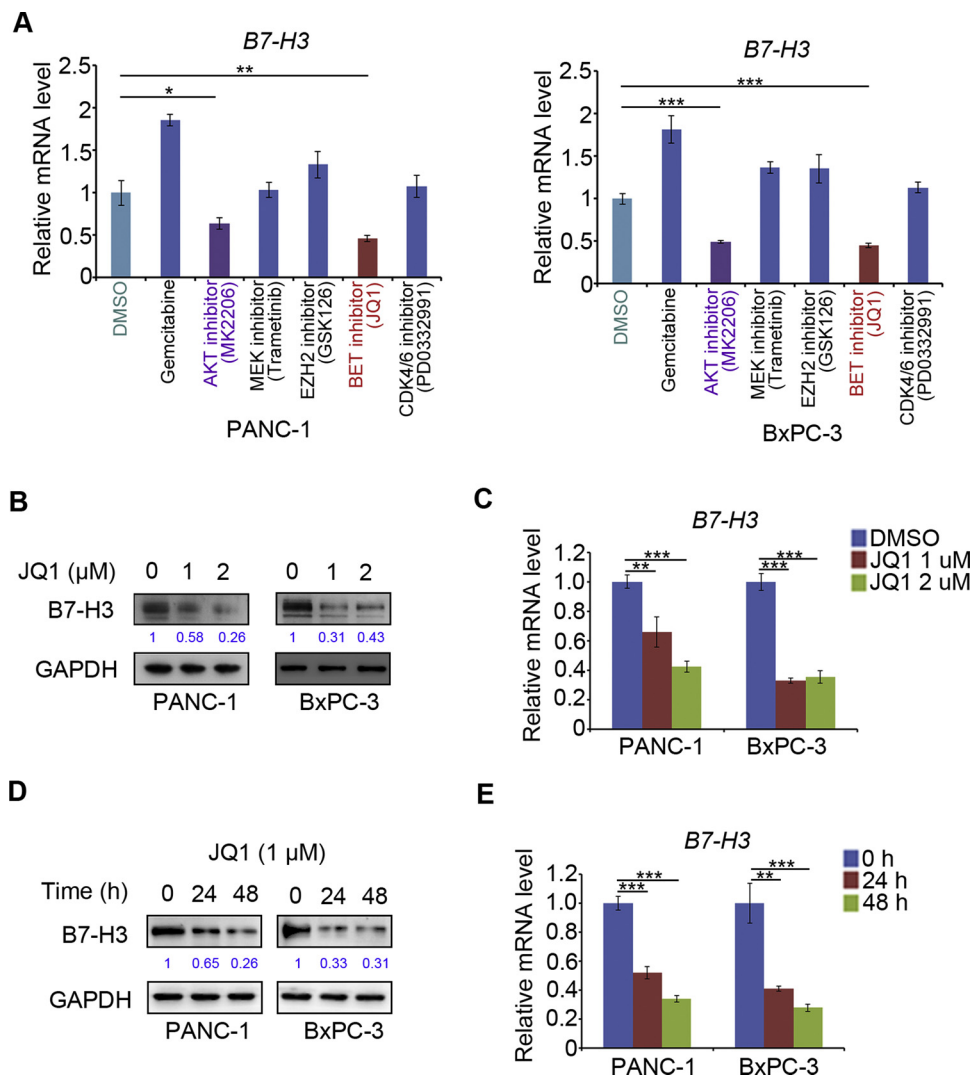 A
B7-H3
**
*
Relative mRNA level
2.5
2
1.5
1
0.5
0
DMSO
Gemcitabine
AKT inhibitor
(MK2206)
MEK inhibitor
(Trametinib)
EZH2 inhibitor
(GSK126)
BET inhibitor
(JQ1)
CDK4/6 inhibitor
(PD0332991)
PANC-1
B7-H3
***
***
Relative mRNA level
2.5
2
1.5
1
0.5
0
DMSO
Gemcitabine
AKT inhibitor
(MK2206)
MEK inhibitor
(Trametinib)
EZH2 inhibitor
(GSK126)
BET inhibitor
(JQ1)
CDK4/6 inhibitor
(PD0332991)
BxPC-3
B
JQ1 (µM) 0 1 2 0 1 2
B7-H3
1 0.58 0.26 1 0.31 0.43
GAPDH
PANC-1 BxPC-3
C
B7-H3
DMSO
JQ1 1 uM
JQ1 2 uM
*** ***
** ***
Relative mRNA level
1.2
1.0
0.8
0.6
0.4
0.2
0
PANC-1 BxPC-3
D
JQ1 (1 µM)
Time (h) 0 24 48 0 24 48
B7-H3
1 0.65 0.26 1 0.33 0.31
GAPDH
PANC-1 BxPC-3
E
B7-H3
0 h
24 h
48 h
*** ***
*** **
Relative mRNA level
1.2
1.0
0.8
0.6
0.4
0.2
0
PANC-1 BxPC-3